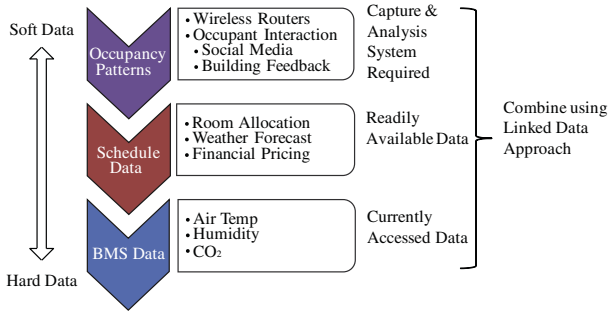 Soft Data
Hard Data
Occupancy
Patterns
• Wireless Routers
• Occupant Interaction
• Social Media
• Building Feedback
Capture &
Analysis
System
Required
Schedule
Data
• Room Allocation
• Weather Forecast
• Financial Pricing
Readily
Available Data
BMS Data
• Air Temp
• Humidity
• CO₂
Currently
Accessed Data
Combine using
Linked Data
Approach